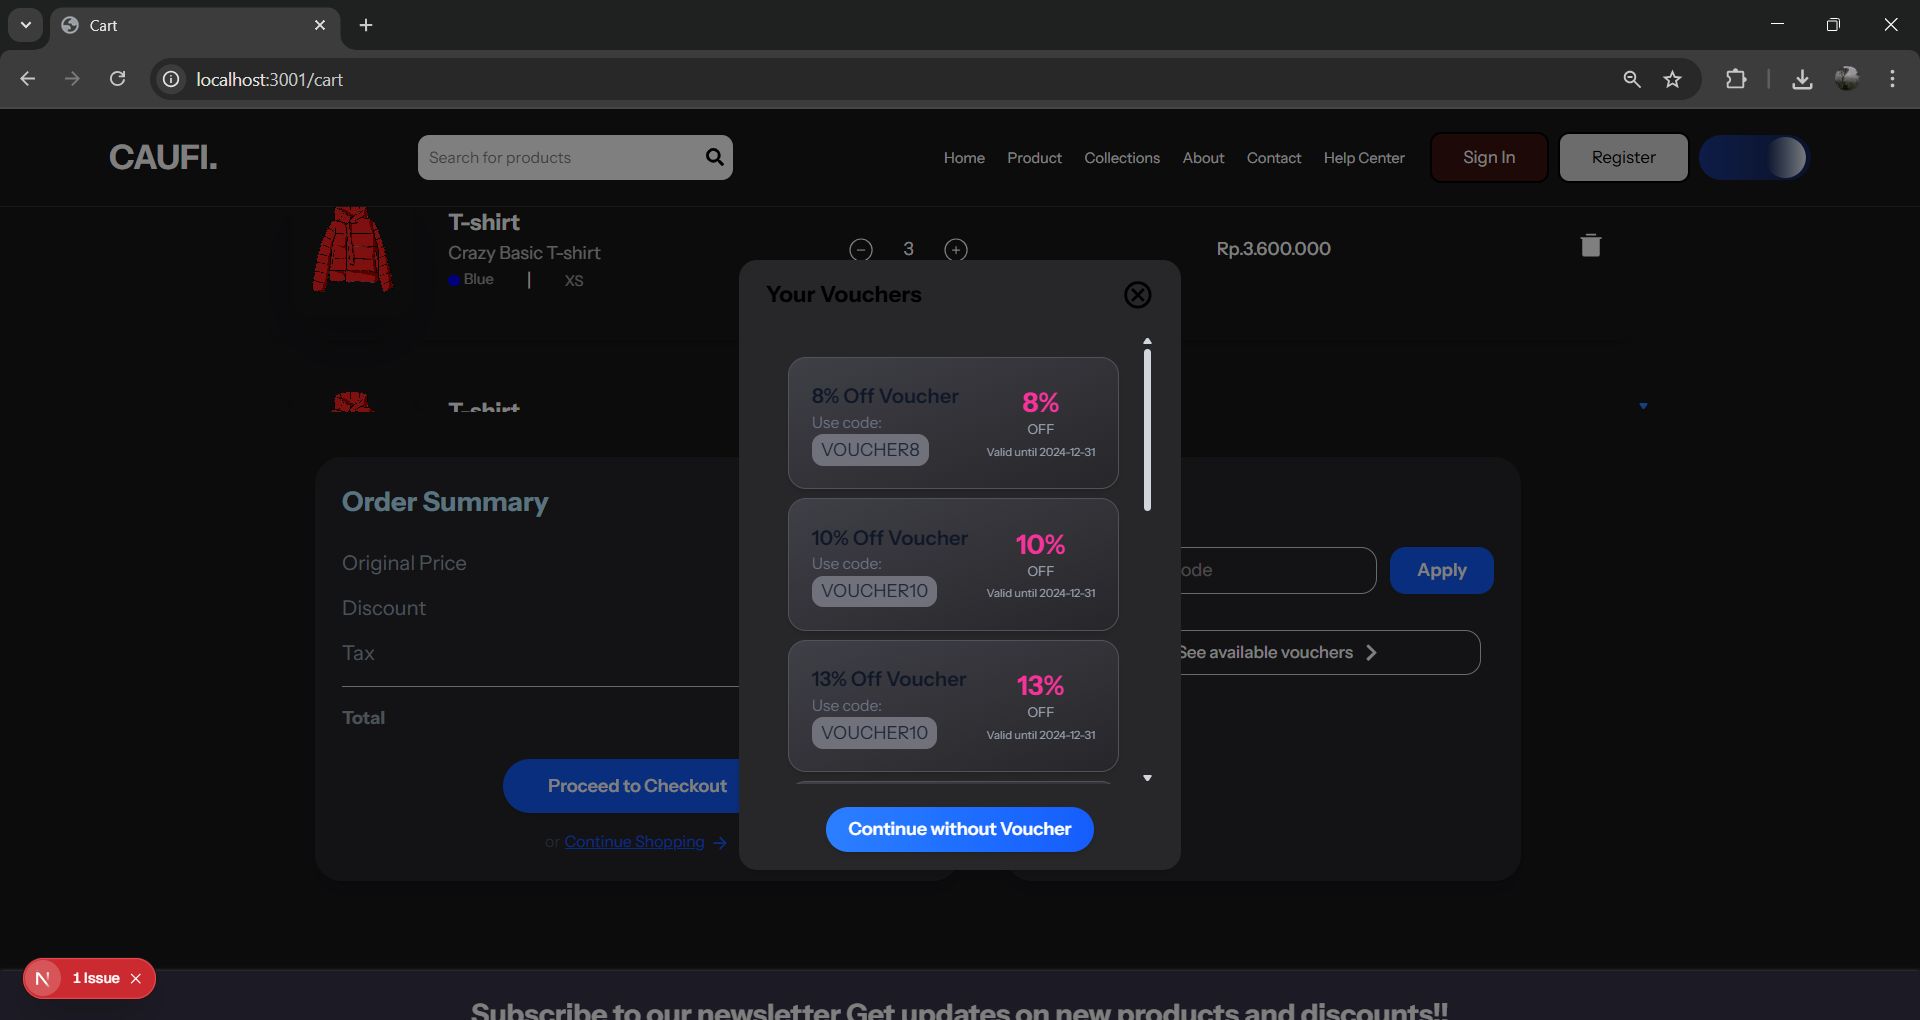 Cart
localhost:3001/cart
CAUFI.
Search for products
Home
Product
Collections
About
Contact
Help Center
Sign In
Register
T-shirt
Crazy Basic T-shirt
Blue | XS
3
Rp.3.600.000
T-shirt
Your Vouchers
8% Off Voucher
Use code:
VOUCHER8
8%
OFF
Valid until 2024-12-31
10% Off Voucher
Use code:
VOUCHER10
10%
OFF
Valid until 2024-12-31
13% Off Voucher
Use code:
VOUCHER10
13%
OFF
Valid until 2024-12-31
Continue without Voucher
Order Summary
Original Price
Discount
Tax
Total
Proceed to Checkout
or Continue Shopping →
ode
Apply
See available vouchers
N 1 Issue
Subscribe to our newsletter Get updates on new products and discounts!!